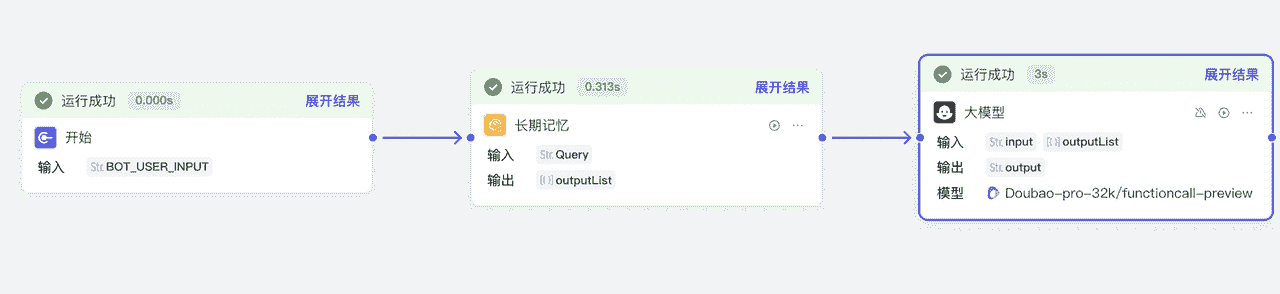 运行成功 0.000s 展开结果
开始
输入 Str. BOT_USER_INPUT
运行成功 0.313s 展开结果
长期记忆
输入 Str. Query
输出 [()] outputList
运行成功 3s 展开结果
大模型
输入 Str. input [()] outputList
输出 Str. output
模型 Doubao-pro-32k/functioncall-preview